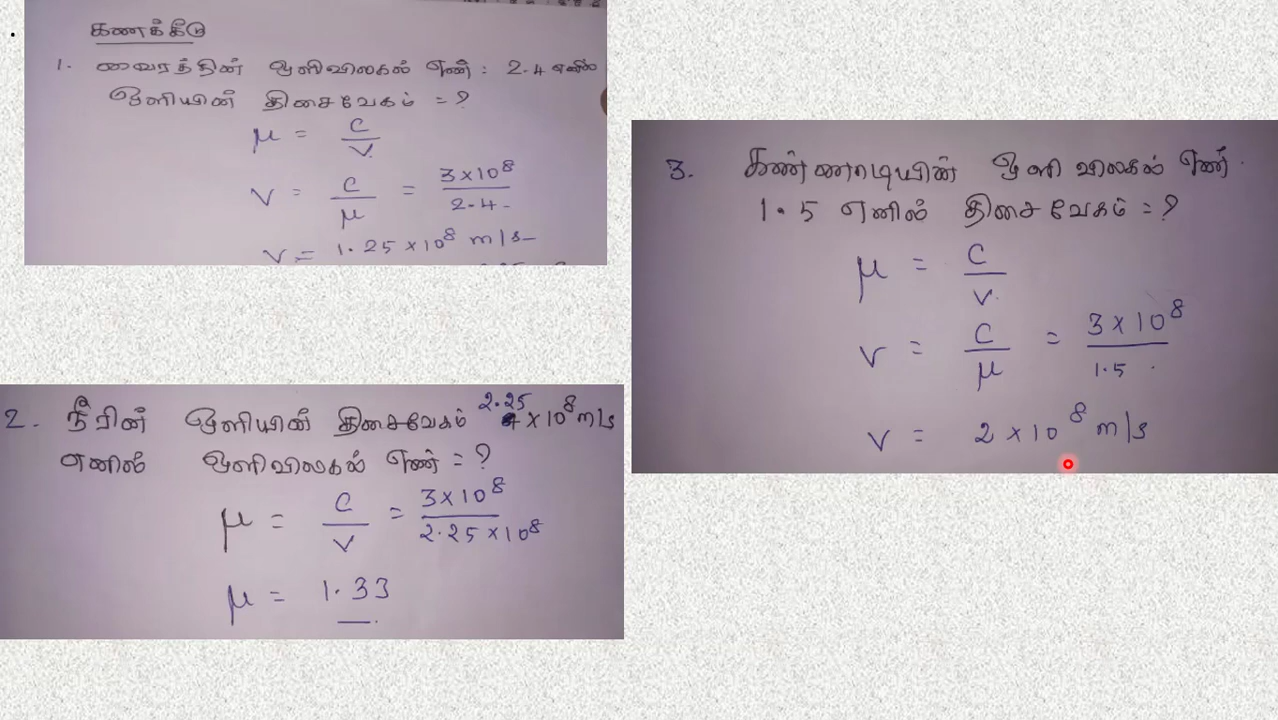 கணக்கீடு
1. வைரத்தின் ஒளிவிலகல் எண் : 2.4 எனில்
ஒளியின் திசைவேகம் = ?
μ = c/v
v = c/μ = 3×10⁸/2.4
v = 1.25×10⁸ m/s
2. நீரின் ஒளியின் திசைவேகம் 2.25 ×10⁸ m/s
எனில் ஒளிவிலகல் எண் = ?
μ = c/v = 3×10⁸/2.25×10⁸
μ = 1.33
3. கண்ணாடியின் ஒளி விலகல் எண்
1.5 எனில் திசைவேகம் = ?
μ = c/v
v = c/μ = 3×10⁸/1.5
v = 2×10⁸ m/s